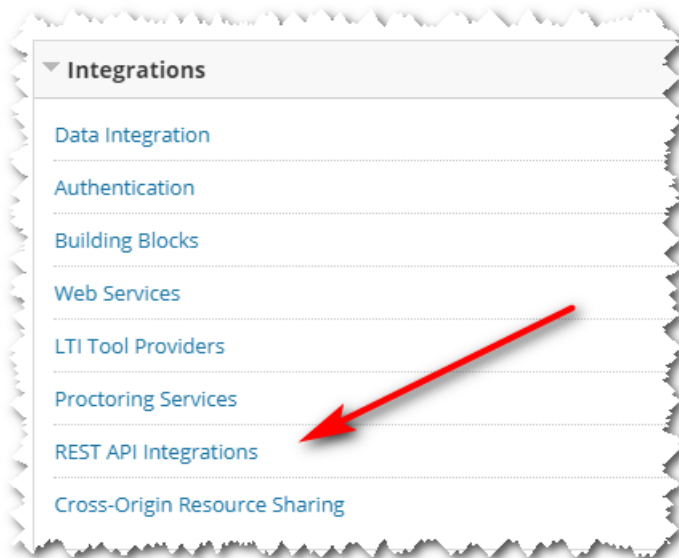 Integrations
Data Integration
Authentication
Building Blocks
Web Services
LTI Tool Providers
Proctoring Services
REST API Integrations
Cross-Origin Resource Sharing